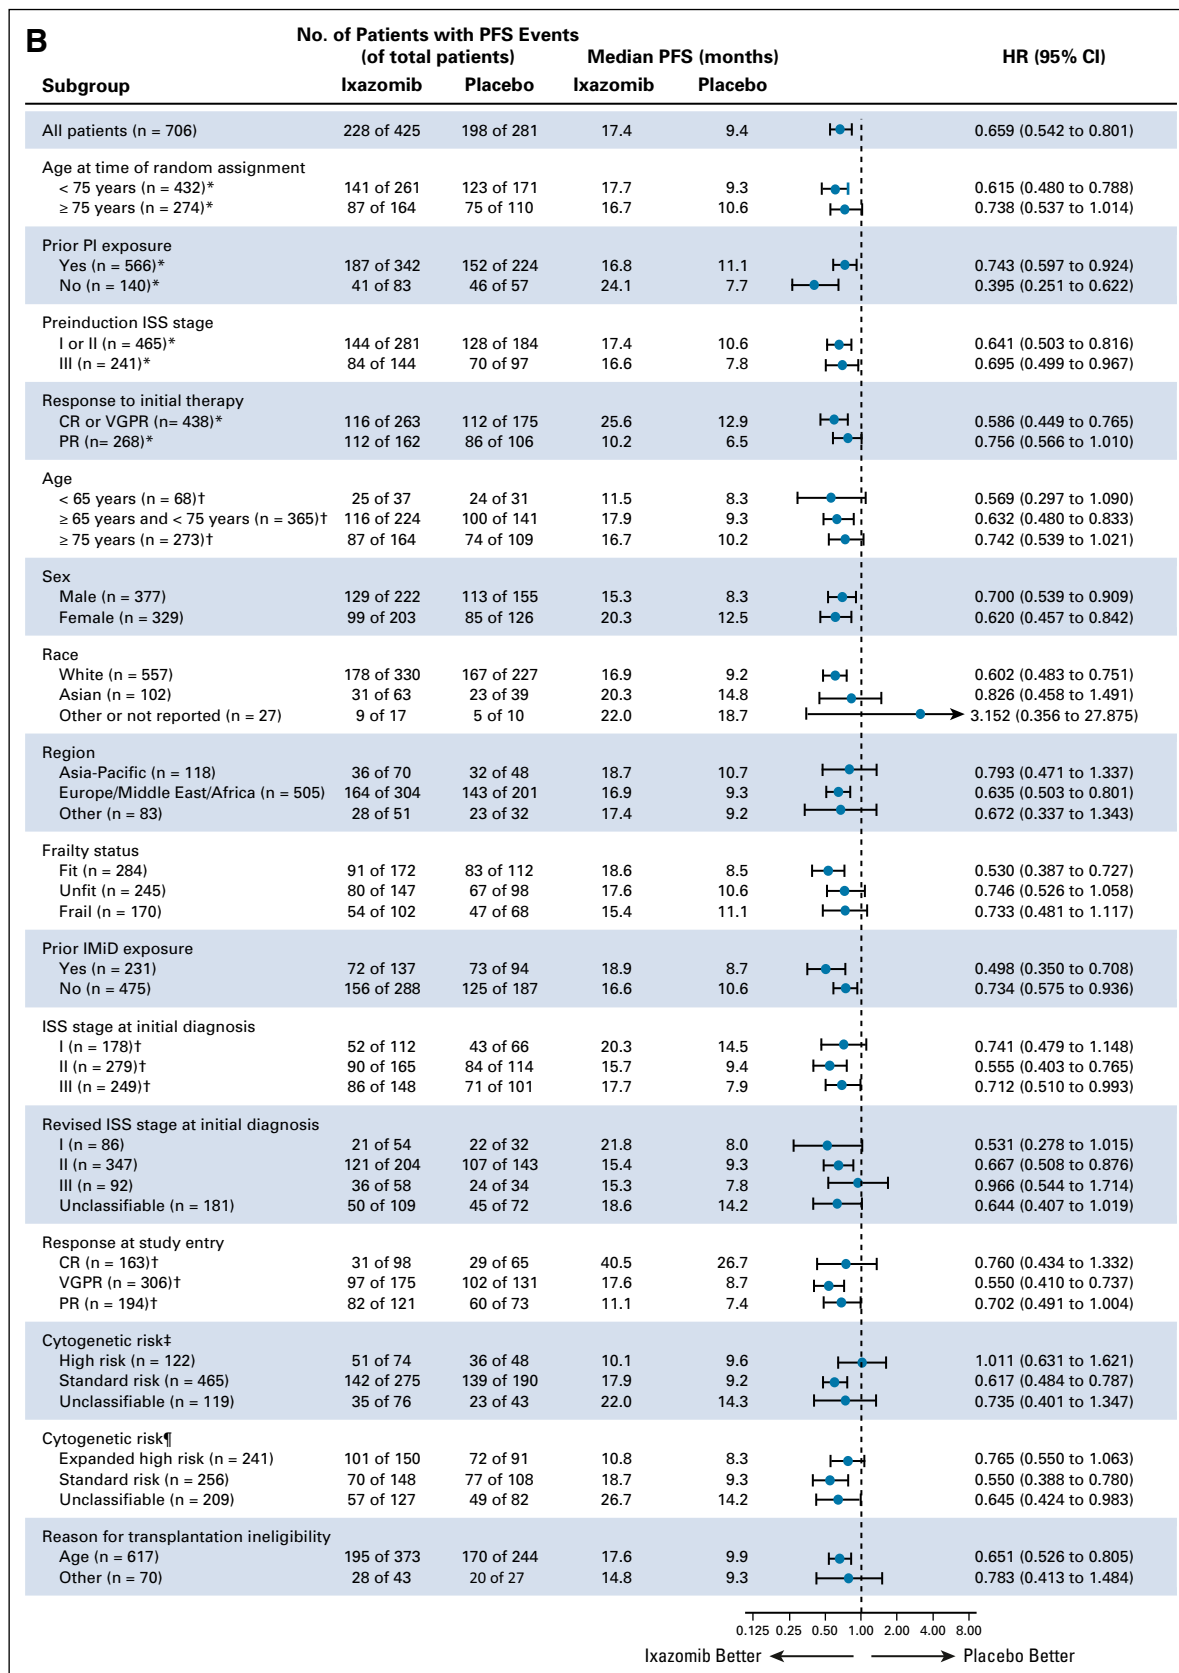 B
No. of Patients with PFS Events
(of total patients) Median PFS (months) HR (95% CI)
Subgroup Ixazomib Placebo Ixazomib Placebo
All patients (n = 706) 228 of 425 198 of 281 17.4 9.4 0.659 (0.542 to 0.801)
Age at time of random assignment
< 75 years (n = 432)* 141 of 261 123 of 171 17.7 9.3 0.615 (0.480 to 0.788)
≥ 75 years (n = 274)* 87 of 164 75 of 110 16.7 10.6 0.738 (0.537 to 1.014)
Prior PI exposure
Yes (n = 566)* 187 of 342 152 of 224 16.8 11.1 0.743 (0.597 to 0.924)
No (n = 140)* 41 of 83 46 of 57 24.1 7.7 0.395 (0.251 to 0.622)
Preinduction ISS stage
I or II (n = 465)* 144 of 281 128 of 184 17.4 10.6 0.641 (0.503 to 0.816)
III (n = 241)* 84 of 144 70 of 97 16.6 7.8 0.695 (0.499 to 0.967)
Response to initial therapy
CR or VGPR (n= 438)* 116 of 263 112 of 175 25.6 12.9 0.586 (0.449 to 0.765)
PR (n= 268)* 112 of 162 86 of 106 10.2 6.5 0.756 (0.566 to 1.010)
Age
< 65 years (n = 68)† 25 of 37 24 of 31 11.5 8.3 0.569 (0.297 to 1.090)
≥ 65 years and < 75 years (n = 365)† 116 of 224 100 of 141 17.9 9.3 0.632 (0.480 to 0.833)
≥ 75 years (n = 273)† 87 of 164 74 of 109 16.7 10.2 0.742 (0.539 to 1.021)
Sex
Male (n = 377) 129 of 222 113 of 155 15.3 8.3 0.700 (0.539 to 0.909)
Female (n = 329) 99 of 203 85 of 126 20.3 12.5 0.620 (0.457 to 0.842)
Race
White (n = 557) 178 of 330 167 of 227 16.9 9.2 0.602 (0.483 to 0.751)
Asian (n = 102) 31 of 63 23 of 39 20.3 14.8 0.826 (0.458 to 1.491)
Other or not reported (n = 27) 9 of 17 5 of 10 22.0 18.7 3.152 (0.356 to 27.875)
Region
Asia-Pacific (n = 118) 36 of 70 32 of 48 18.7 10.7 0.793 (0.471 to 1.337)
Europe/Middle East/Africa (n = 505) 164 of 304 143 of 201 16.9 9.3 0.635 (0.503 to 0.801)
Other (n = 83) 28 of 51 23 of 32 17.4 9.2 0.672 (0.337 to 1.343)
Frailty status
Fit (n = 284) 91 of 172 83 of 112 18.6 8.5 0.530 (0.387 to 0.727)
Unfit (n = 245) 80 of 147 67 of 98 17.6 10.6 0.746 (0.526 to 1.058)
Frail (n = 170) 54 of 102 47 of 68 15.4 11.1 0.733 (0.481 to 1.117)
Prior IMiD exposure
Yes (n = 231) 72 of 137 73 of 94 18.9 8.7 0.498 (0.350 to 0.708)
No (n = 475) 156 of 288 125 of 187 16.6 10.6 0.734 (0.575 to 0.936)
ISS stage at initial diagnosis
I (n = 178)† 52 of 112 43 of 66 20.3 14.5 0.741 (0.479 to 1.148)
II (n = 279)† 90 of 165 84 of 114 15.7 9.4 0.555 (0.403 to 0.765)
III (n = 249)† 86 of 148 71 of 101 17.7 7.9 0.712 (0.510 to 0.993)
Revised ISS stage at initial diagnosis
I (n = 86) 21 of 54 22 of 32 21.8 8.0 0.531 (0.278 to 1.015)
II (n = 347) 121 of 204 107 of 143 15.4 9.3 0.667 (0.508 to 0.876)
III (n = 92) 36 of 58 24 of 34 15.3 7.8 0.966 (0.544 to 1.714)
Unclassifiable (n = 181) 50 of 109 45 of 72 18.6 14.2 0.644 (0.407 to 1.019)
Response at study entry
CR (n = 163)† 31 of 98 29 of 65 40.5 26.7 0.760 (0.434 to 1.332)
VGPR (n = 306)† 97 of 175 102 of 131 17.6 8.7 0.550 (0.410 to 0.737)
PR (n = 194)† 82 of 121 60 of 73 11.1 7.4 0.702 (0.491 to 1.004)
Cytogenetic risk‡
High risk (n = 122) 51 of 74 36 of 48 10.1 9.6 1.011 (0.631 to 1.621)
Standard risk (n = 465) 142 of 275 139 of 190 17.9 9.2 0.617 (0.484 to 0.787)
Unclassifiable (n = 119) 35 of 76 23 of 43 22.0 14.3 0.735 (0.401 to 1.347)
Cytogenetic risk¶
Expanded high risk (n = 241) 101 of 150 72 of 91 10.8 8.3 0.765 (0.550 to 1.063)
Standard risk (n = 256) 70 of 148 77 of 108 18.7 9.3 0.550 (0.388 to 0.780)
Unclassifiable (n = 209) 57 of 127 49 of 82 26.7 14.2 0.645 (0.424 to 0.983)
Reason for transplantation ineligibility
Age (n = 617) 195 of 373 170 of 244 17.6 9.9 0.651 (0.526 to 0.805)
Other (n = 70) 28 of 43 20 of 27 14.8 9.3 0.783 (0.413 to 1.484)
0.125 0.25 0.50 1.00 2.00 4.00 8.00
Ixazomib Better Placebo Better